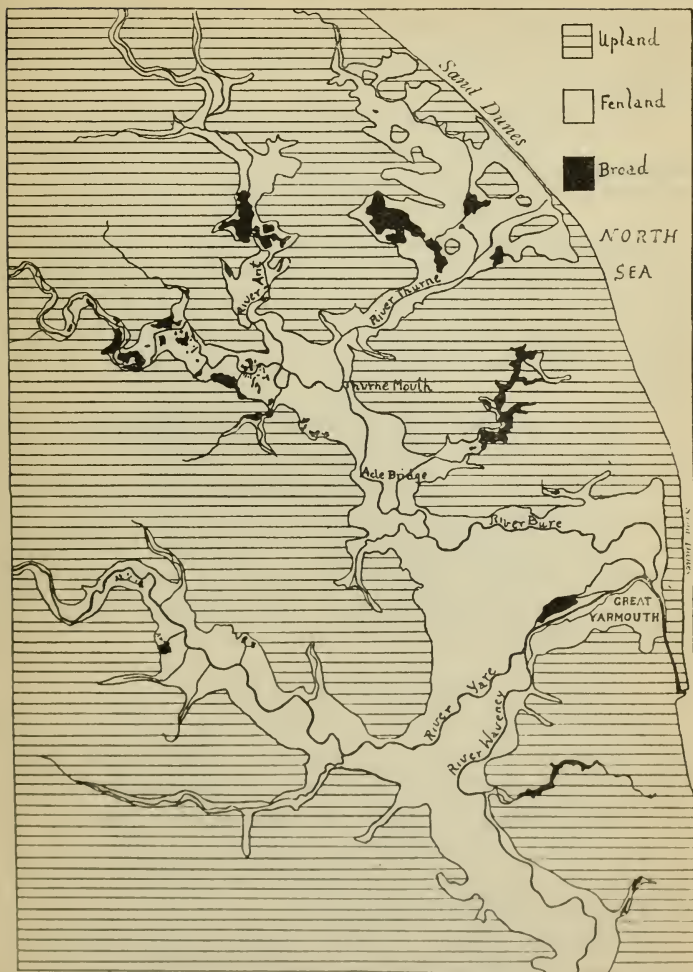 Upland
Fenland
Broad
Sand Dunes
NORTH
SEA
River Ant
River Thurne
Thurne Mouth
Acle Bridge
River Bure
GREAT
YARMOUTH
River Yare
River Waveney